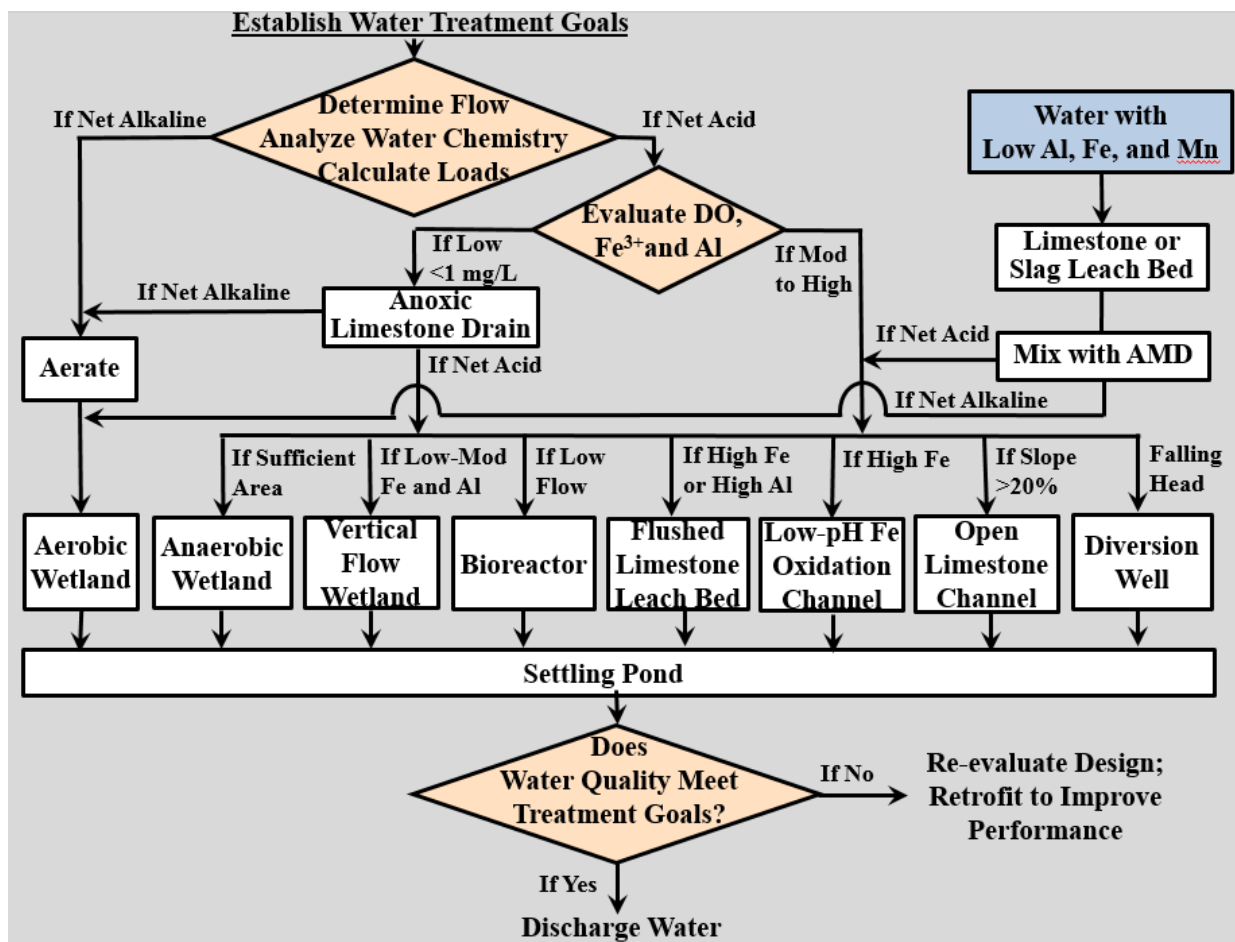 Establish Water Treatment Goals
Determine Flow
Analyze Water Chemistry
Calculate Loads
If Net Alkaline
If Net Acid
Water with
Low Al, Fe, and Mn
Evaluate DO,
Fe³⁺ and Al
If Low
<1 mg/L
If Mod
to High
Limestone or
Slag Leach Bed
If Net Alkaline
Anoxic
Limestone Drain
If Net Acid
Mix with AMD
Aerate
If Net Acid
If Net Alkaline
If Sufficient
Area
If Low-Mod
Fe and Al
If Low
Flow
If High Fe
or High Al
If High Fe
If Slope
>20%
Falling
Head
Aerobic
Wetland
Anaerobic
Wetland
Vertical
Flow
Wetland
Bioreactor
Flushed
Limestone
Leach Bed
Low-pH Fe
Oxidation
Channel
Open
Limestone
Channel
Diversion
Well
Settling Pond
Does
Water Quality Meet
Treatment Goals?
If No
Re-evaluate Design;
Retrofit to Improve
Performance
If Yes
Discharge Water